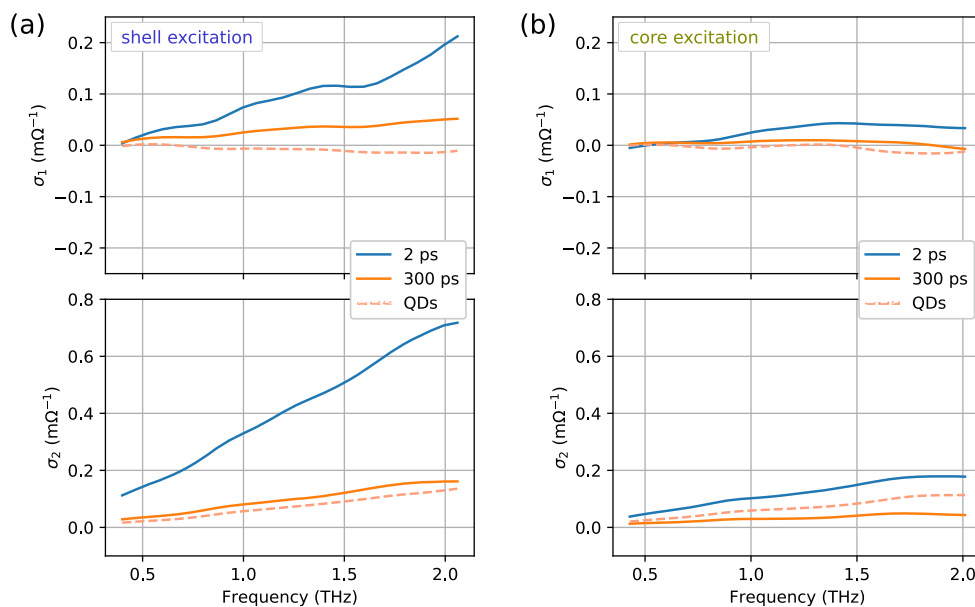 (a)
shell excitation
0.2
0.1
0.0
−0.1
−0.2
σ1 (mΩ⁻¹)
2 ps
300 ps
QDs
0.8
0.6
0.4
0.2
0.0
σ2 (mΩ⁻¹)
0.5 1.0 1.5 2.0
Frequency (THz)
(b)
core excitation
0.2
0.1
0.0
−0.1
−0.2
σ1 (mΩ⁻¹)
2 ps
300 ps
QDs
0.8
0.6
0.4
0.2
0.0
σ2 (mΩ⁻¹)
0.5 1.0 1.5 2.0
Frequency (THz)